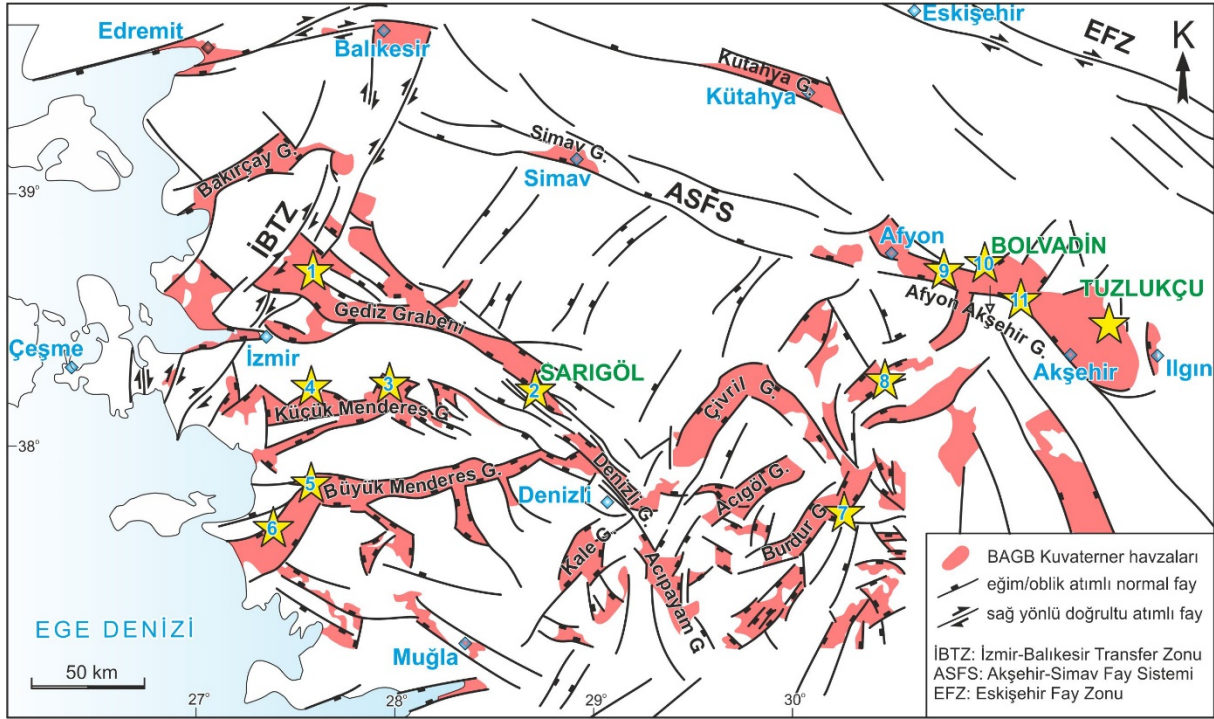 Edremit
Balıkesir
Eskişehir
EFZ
K
Kütahya G.
Kütahya
Simav G.
Simav
ASFS
Bakırçay G.
39°
İBTZ
1
Gediz Grabeni
İzmir
Çeşme
Afyon
9
10
BOLVADİN
11
Afyon Akşehir G.
TUZLUKÇU
Akşehir
Ilgın
4
3
Küçük Menderes G
2
SARIGÖL
8
Çivril G.
38°
5
Büyük Menderes G.
6
Denizli
Denizli G.
Acıgöl G.
7
Burdur G.
Kale G.
Acıpayam G
EGE DENİZİ
Muğla
50 km
27°
28°
29°
30°
BAGB Kuvaterner havzaları
eğim/oblik atımlı normal fay
sağ yönlü doğrultu atımlı fay
İBTZ: İzmir-Balıkesir Transfer Zonu
ASFS: Akşehir-Simav Fay Sistemi
EFZ: Eskişehir Fay Zonu